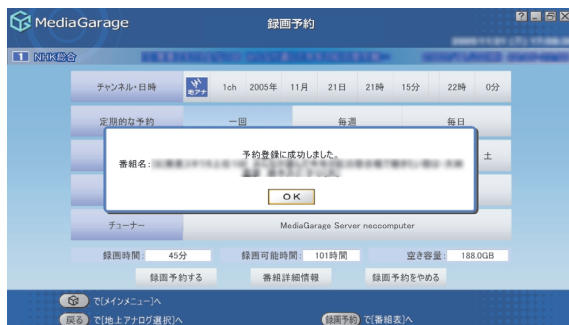 MediaGarage 録画予約
1 NHK総合
チャンネル・日時 地アナ 1ch 2005年 11月 21日 21時 15分 22時 0分
定期的な予約 一回 毎週 毎日
予約登録に成功しました。
番組名:
土
OK
チューナー MediaGarage Server neccomputer
録画時間: 45分 録画可能時間: 101時間 空き容量: 188.0GB
録画予約する 番組詳細情報 録画予約をやめる
で[メインメニュー]へ
戻る で[地上アナログ選択]へ 録画予約 で[番組表]へ